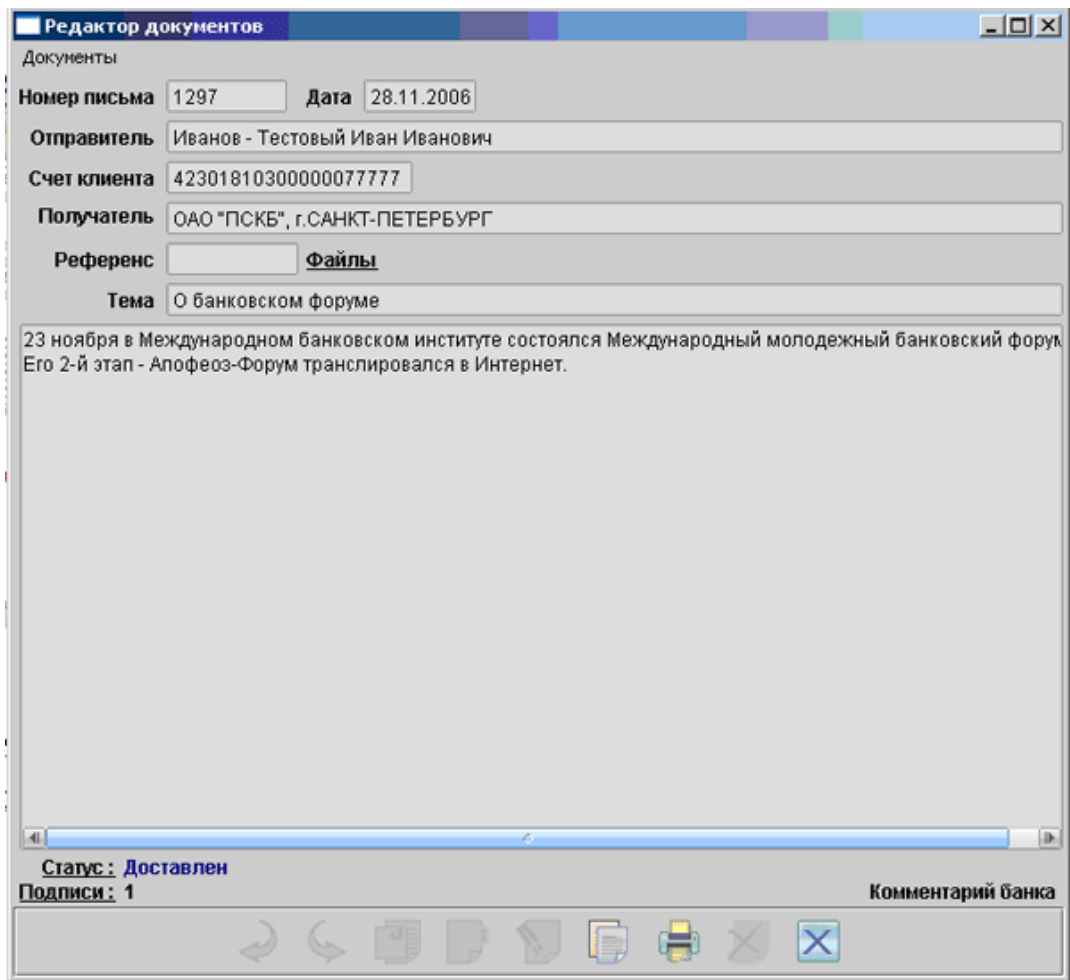 Редактор документов
Документы
Номер письма 1297 Дата 28.11.2006
Отправитель Иванов - Тестовый Иван Иванович
Счет клиента 42301810300000077777
Получатель ОАО "ПСКБ", г.САНКТ-ПЕТЕРБУРГ
Референс Файлы
Тема О банковском форуме
23 ноября в Международном банковском институте состоялся Международный молодежный банковский форум
Его 2-й этап - Апофеоз-Форум транслировался в Интернет.
Статус : Доставлен
Подписи : 1 Комментарий банка